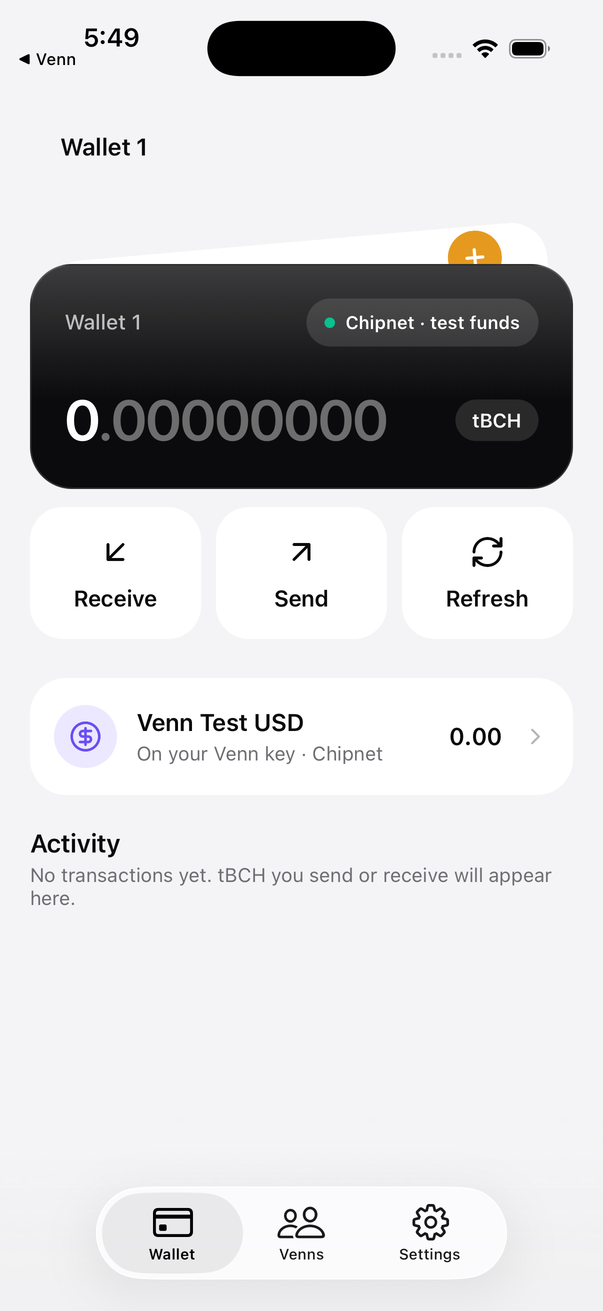 5:49
◀ Venn
Wallet 1
Wallet 1
Chipnet · test funds
0.00000000
tBCH
Receive
Send
Refresh
Venn Test USD
On your Venn key · Chipnet
0.00
Activity
No transactions yet. tBCH you send or receive will appear
here.
Wallet
Venns
Settings